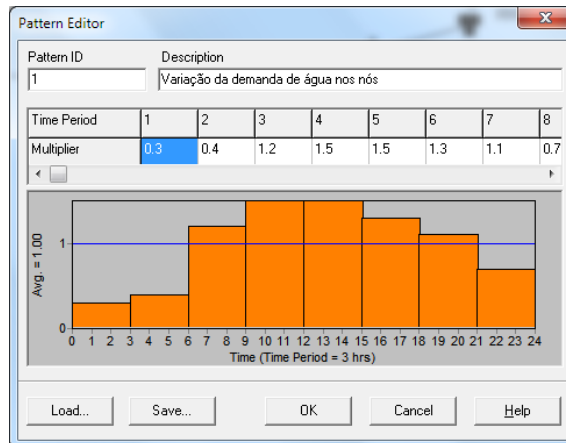 Pattern Editor
Pattern ID Description
1 Variação da demanda de água nos nós
Time Period 1 2 3 4 5 6 7 8
Multiplier 0.3 0.4 1.2 1.5 1.5 1.3 1.1 0.7
Avg. = 1.00
1
0
0 1 2 3 4 5 6 7 8 9 10 11 12 13 14 15 16 17 18 19 20 21 22 23 24
Time (Time Period = 3 hrs)
Load... Save... OK Cancel Help